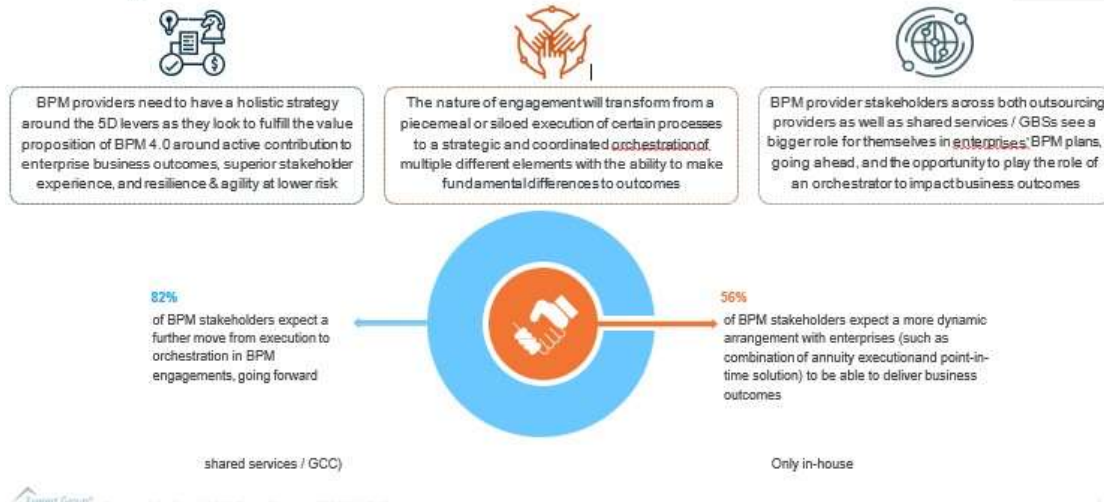 BPM providers need to have a holistic strategy
around the 5D levers as they look to fulfill the value
proposition of BPM 4.0 around active contribution to
enterprise business outcomes, superior stakeholder
experience, and resilience & agility at lower risk
The nature of engagement will transform from a
piecemeal or siloed execution of certain processes
to a strategic and coordinated orchestration of
multiple different elements with the ability to make
fundamental differences to outcomes
BPM provider stakeholders across both outsourcing
providers as well as shared services / GBSs see a
bigger role for themselves in enterprises' BPM plans,
going ahead, and the opportunity to play the role of
an orchestrator to impact business outcomes
82%
of BPM stakeholders expect a
further move from execution to
orchestration in BPM
engagements, going forward
56%
of BPM stakeholders expect a more dynamic
arrangement with enterprises (such as
combination of annuity executionand point-in-
time solution) to be able to deliver business
outcomes
shared services / GCC)
Only in-house
Everest Group®